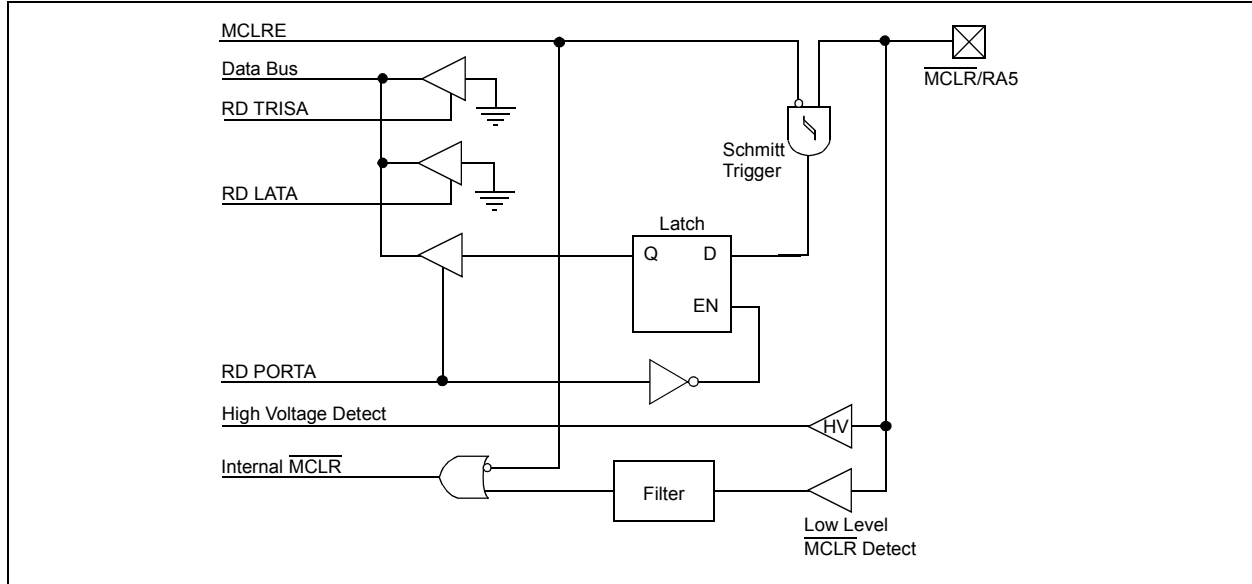 MCLRE
Data Bus
RD TRISA
MCLR/RA5
Schmitt
Trigger
RD LATA
Latch
Q D
EN
RD PORTA
High Voltage Detect
HV
Internal MCLR
Filter
Low Level
MCLR Detect